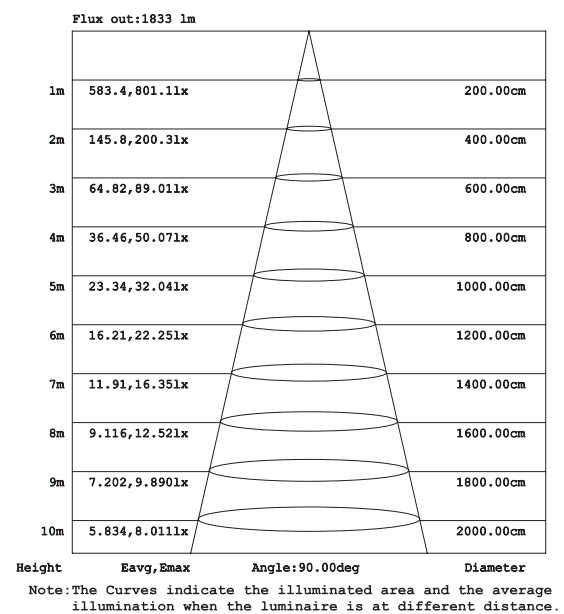 Flux out:1833 lm
1m 583.4,801.1lx 200.00cm
2m 145.8,200.3lx 400.00cm
3m 64.82,89.01lx 600.00cm
4m 36.46,50.07lx 800.00cm
5m 23.34,32.04lx 1000.00cm
6m 16.21,22.25lx 1200.00cm
7m 11.91,16.35lx 1400.00cm
8m 9.116,12.52lx 1600.00cm
9m 7.202,9.890lx 1800.00cm
10m 5.834,8.011lx 2000.00cm
Height Eavg,Emax Angle:90.00deg Diameter
Note:The Curves indicate the illuminated area and the average
illumination when the luminaire is at different distance.